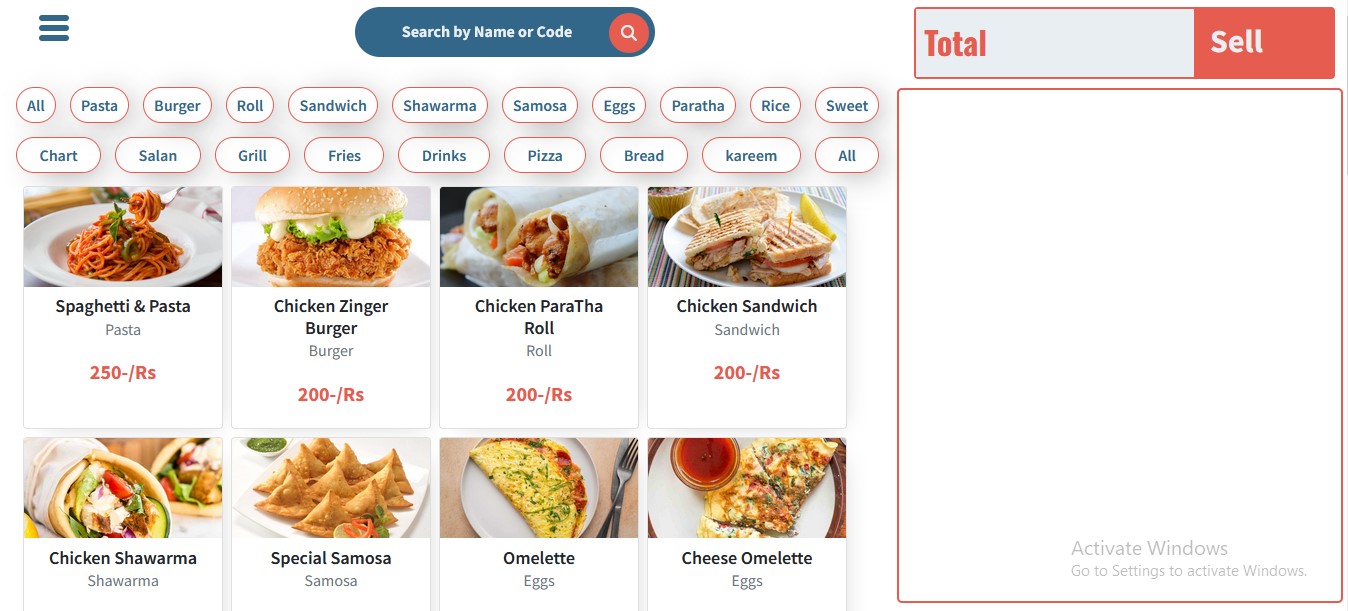 Search by Name or Code
Total
Sell
All
Pasta
Burger
Roll
Sandwich
Shawarma
Samosa
Eggs
Paratha
Rice
Sweet
Chart
Salan
Grill
Fries
Drinks
Pizza
Bread
kareem
All
Spaghetti & Pasta
Pasta
250-/Rs
Chicken Zinger
Burger
Burger
200-/Rs
Chicken ParaTha
Roll
Roll
200-/Rs
Chicken Sandwich
Sandwich
200-/Rs
Chicken Shawarma
Shawarma
Special Samosa
Samosa
Omelette
Eggs
Cheese Omelette
Eggs
Activate Windows
Go to Settings to activate Windows.